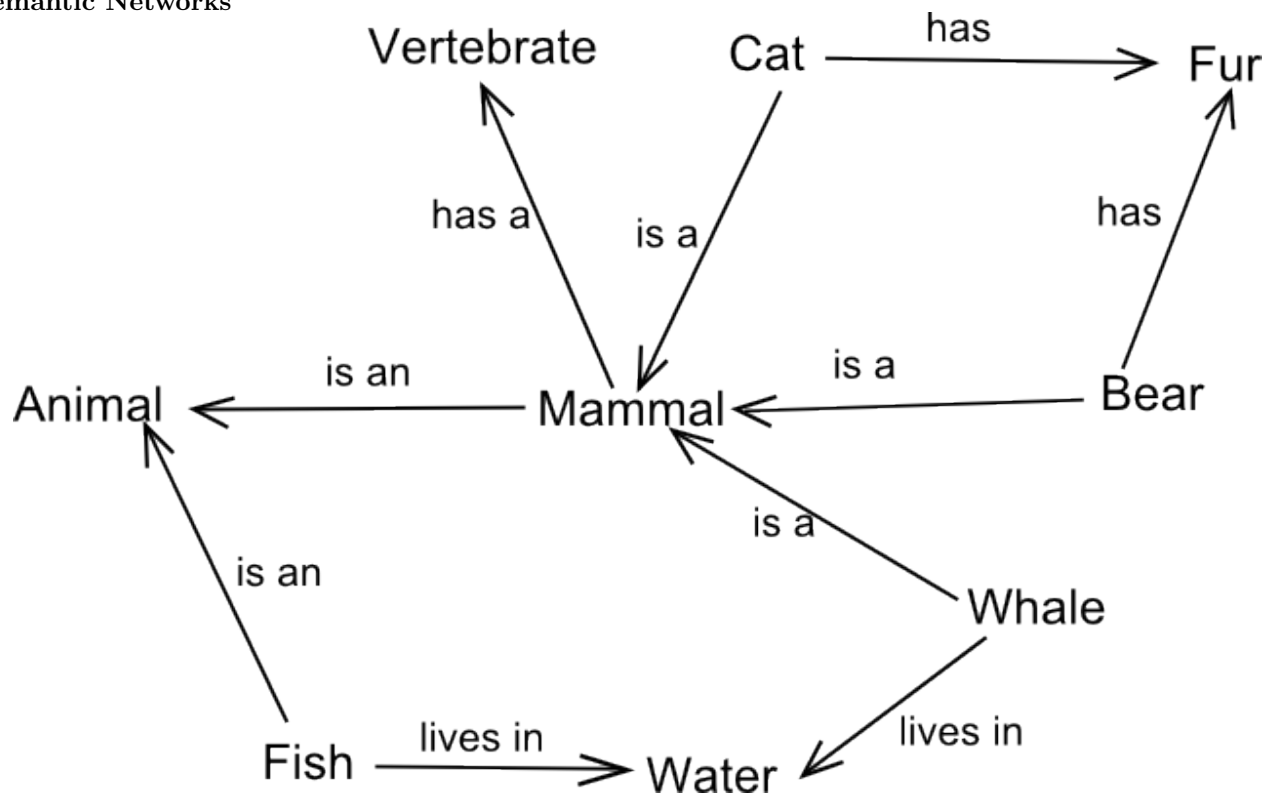 emantic Networks
Vertebrate
Cat
has
Fur
has a
is a
has
Animal
is an
Mammal
is a
Bear
is a
is an
Whale
lives in
Fish
lives in
Water